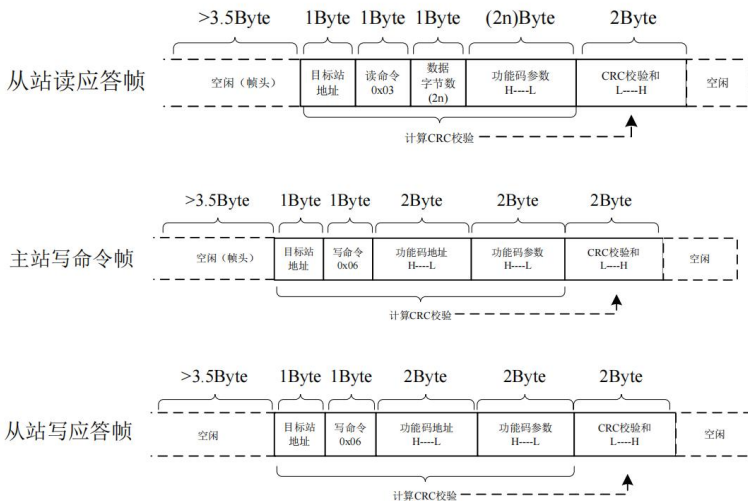 >3.5Byte 1Byte 1Byte 1Byte (2n)Byte 2Byte
从站读应答帧
空闲（帧头）
目标站
地址
读命令
0x03
数据
字节数
(2n)
功能码参数
H----L
CRC校验和
L----H
空闲
计算CRC校验
>3.5Byte 1Byte 1Byte 2Byte 2Byte 2Byte
主站写命令帧
空闲（帧头）
目标站
地址
写命令
0x06
功能码地址
H----L
功能码参数
H----L
CRC校验和
L----H
空闲
计算CRC校验
>3.5Byte 1Byte 1Byte 2Byte 2Byte 2Byte
从站写应答帧
空闲
目标站
地址
写命令
0x06
功能码地址
H----L
功能码参数
H----L
CRC校验和
L----H
空闲
计算CRC校验